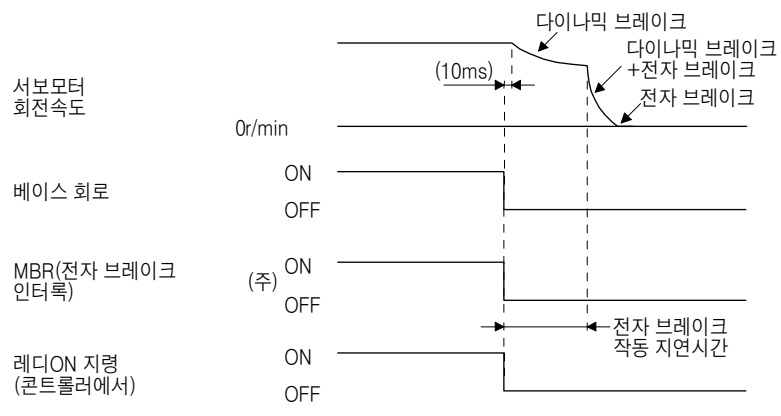 다이나믹 브레이크
다이나믹 브레이크
+전자 브레이크
전자 브레이크
(10ms)
서보모터
회전속도
0r/min
베이스 회로
ON
OFF
MBR(전자 브레이크
인터록)
(주)
ON
OFF
전자 브레이크
작동 지연시간
레디ON 지령
(콘트롤러에서)
ON
OFF